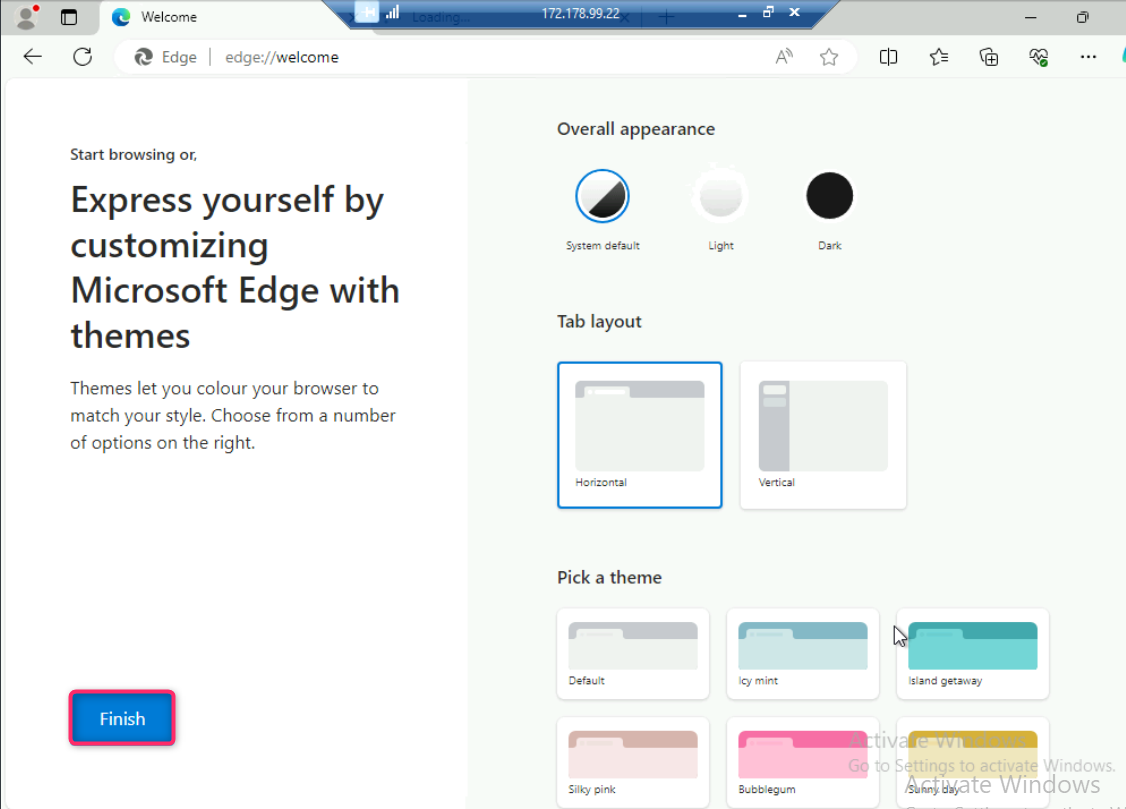 Welcome
Loading...
172.178.99.22
Edge
edge://welcome
Start browsing or,
Express yourself by
customizing
Microsoft Edge with
themes
Themes let you colour your browser to
match your style. Choose from a number
of options on the right.
Finish
Overall appearance
System default
Light
Dark
Tab layout
Horizontal
Vertical
Pick a theme
Default
Icy mint
Island getaway
Silky pink
Bubblegum
Sunny day
Activate Windows
Go to Settings to activate Windows.
Activate Windows